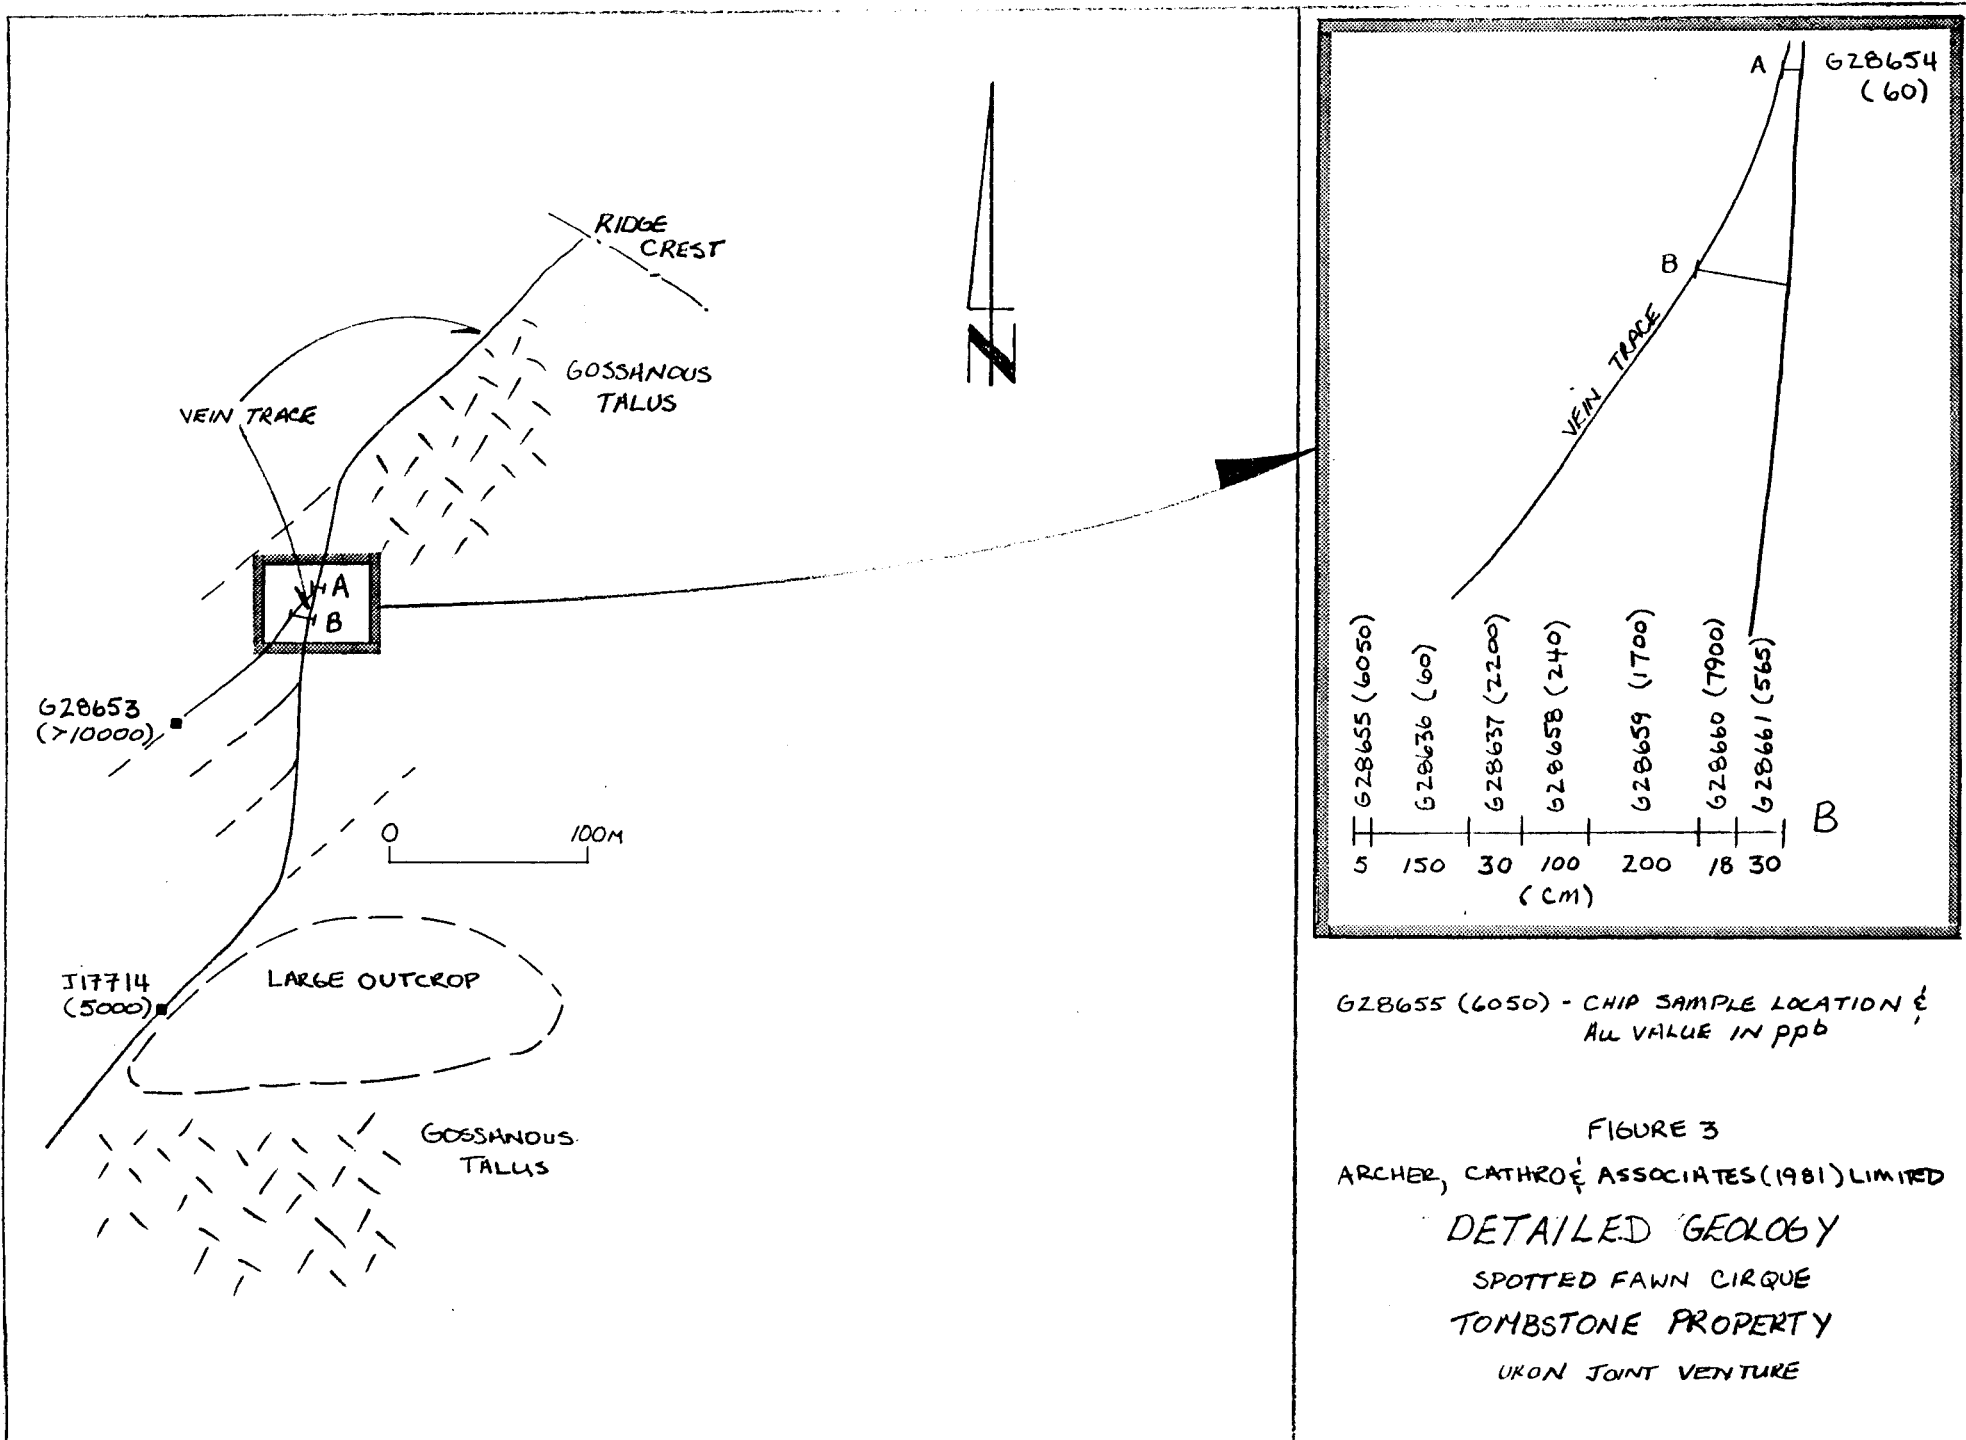 RIDGE
CREST
GOSSANOUS
TALUS
VEIN TRACE
A
B
G28653
(>10000)
0 100M
J17714
(5000)
LARGE OUTCROP
GOSSANOUS
TALUS
N
A G28654
(60)
B
VEIN TRACE
G28655 (6050)
G28636 (60)
G28637 (2200)
G28658 (240)
G28659 (1700)
G28660 (7900)
G28661 (565)
B
5 150 30 100 200 18 30
(cm)
G28655 (6050) - CHIP SAMPLE LOCATION &
Au VALUE IN ppb
FIGURE 3
ARCHER, CATHRO & ASSOCIATES (1981) LIMITED
DETAILED GEOLOGY
SPOTTED FAWN CIRQUE
TOMBSTONE PROPERTY
UKON JOINT VENTURE